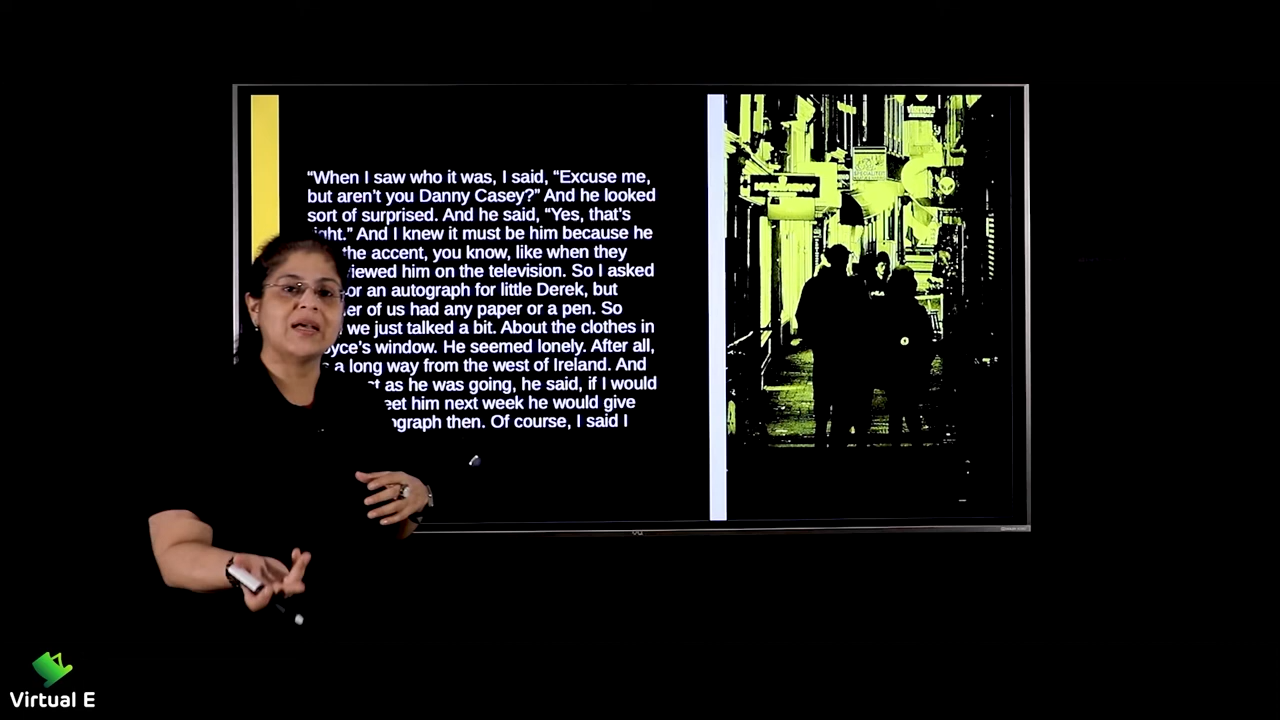 “When I saw who it was, I said, “Excuse me,
but aren’t you Danny Casey?” And he looked
sort of surprised. And he said, “Yes, that’s
right.” And I knew it must be him because he
the accent, you know, like when they
viewed him on the television. So I asked
or an autograph for little Derek, but
er of us had any paper or a pen. So
we just talked a bit. About the clothes in
yce’s window. He seemed lonely. After all,
a long way from the west of Ireland. And
as he was going, he said, if I would
eet him next week he would give
ograph then. Of course, I said I
Virtual E